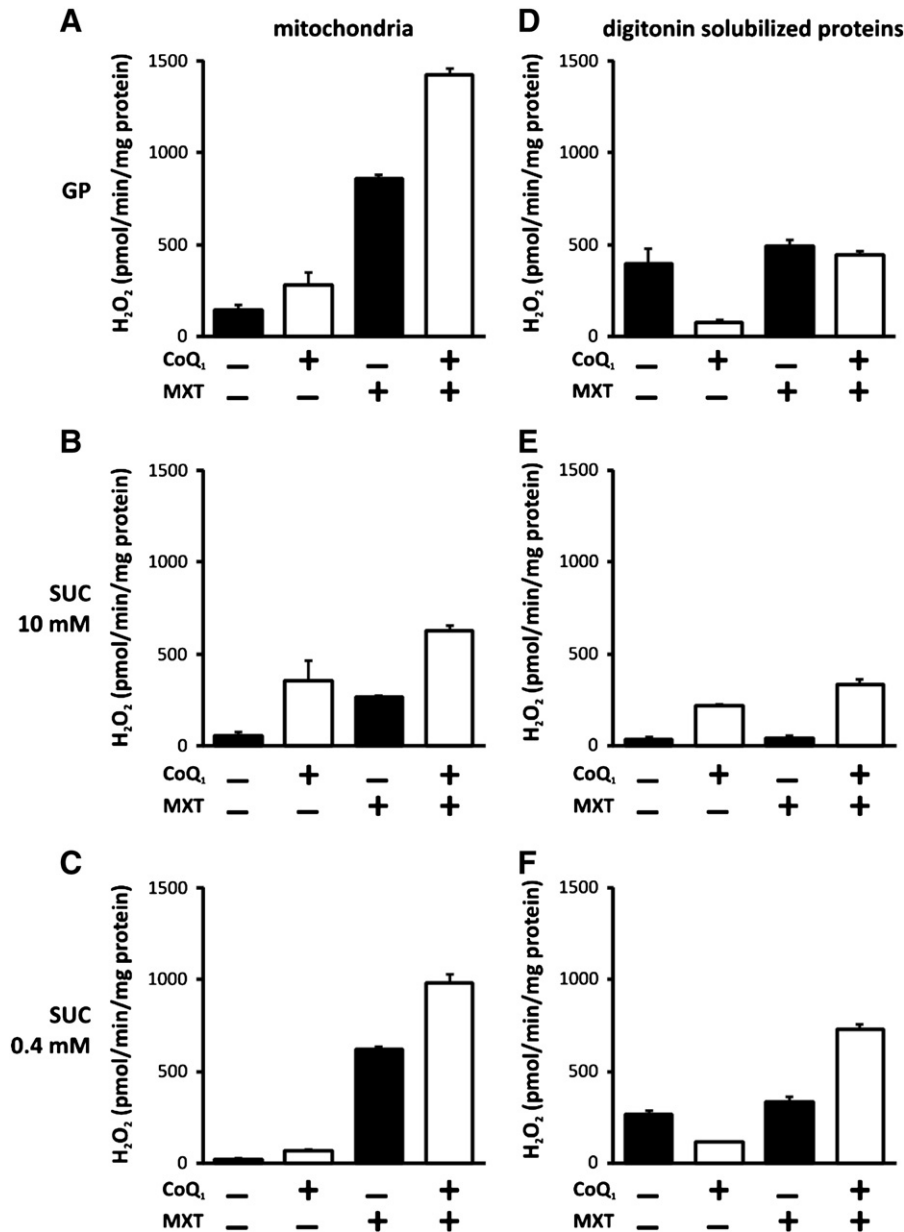 A mitochondria
D digitonin solubilized proteins
GP
H₂O₂ (pmol/min/mg protein)
1500
1000
500
0
CoQ₁ − + − +
MXT − − + +
H₂O₂ (pmol/min/mg protein)
1500
1000
500
0
CoQ₁ − + − +
MXT − − + +
B
SUC
10 mM
H₂O₂ (pmol/min/mg protein)
1500
1000
500
0
CoQ₁ − + − +
MXT − − + +
E
H₂O₂ (pmol/min/mg protein)
1500
1000
500
0
CoQ₁ − + − +
MXT − − + +
C
SUC
0.4 mM
H₂O₂ (pmol/min/mg protein)
1500
1000
500
0
CoQ₁ − + − +
MXT − − + +
F
H₂O₂ (pmol/min/mg protein)
1500
1000
500
0
CoQ₁ − + − +
MXT − − + +